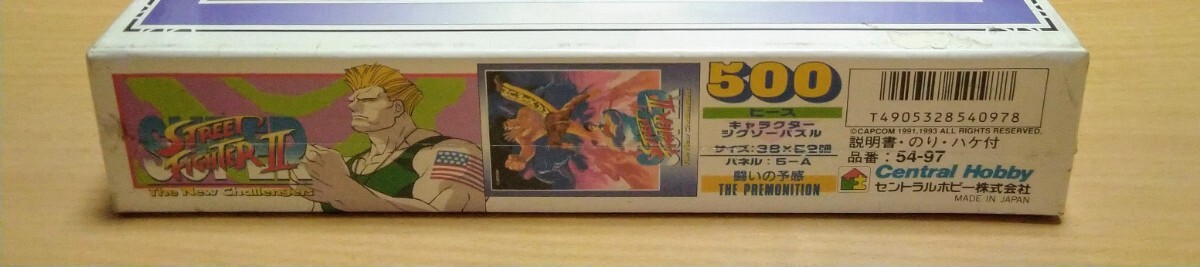 SUPER
STREET
FIGHTER II
The New Challengers
500
ピース
キャラクター
ジグソーパズル
サイズ:38×52㎝
パネル:5-A
闘いの予感
THE PREMONITION
T4905328540978
©CAPCOM 1991,1993 ALL RIGHTS RESERVED.
説明書・のり・ハケ付
品番:54-97
Central Hobby
セントラルホビー株式会社
MADE IN JAPAN